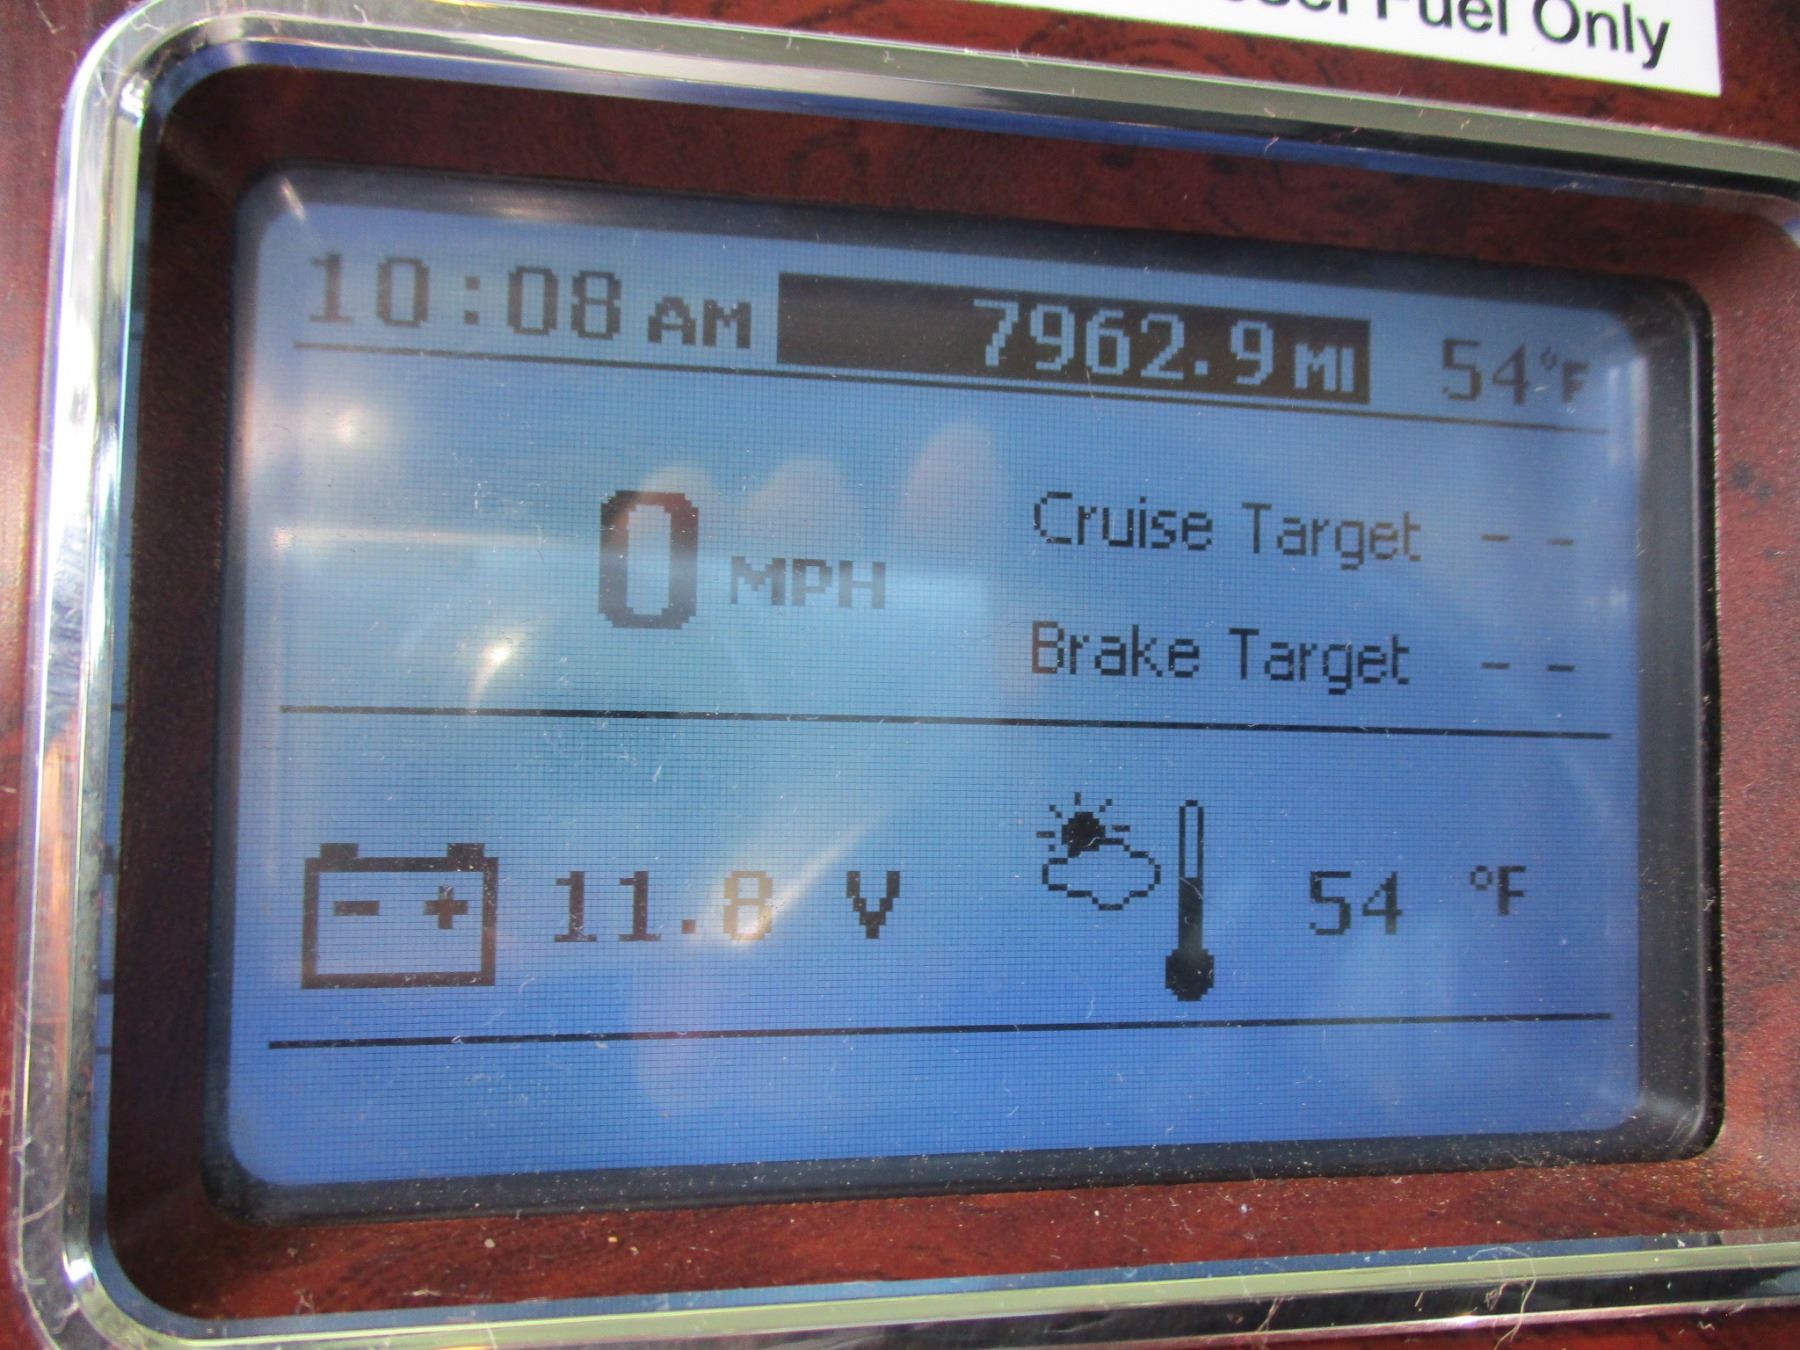 Fuel Only
10:08 AM 7962.9 MI 54°F
0 MPH
Cruise Target - -
Brake Target - -
- + 11.8 V 54 °F